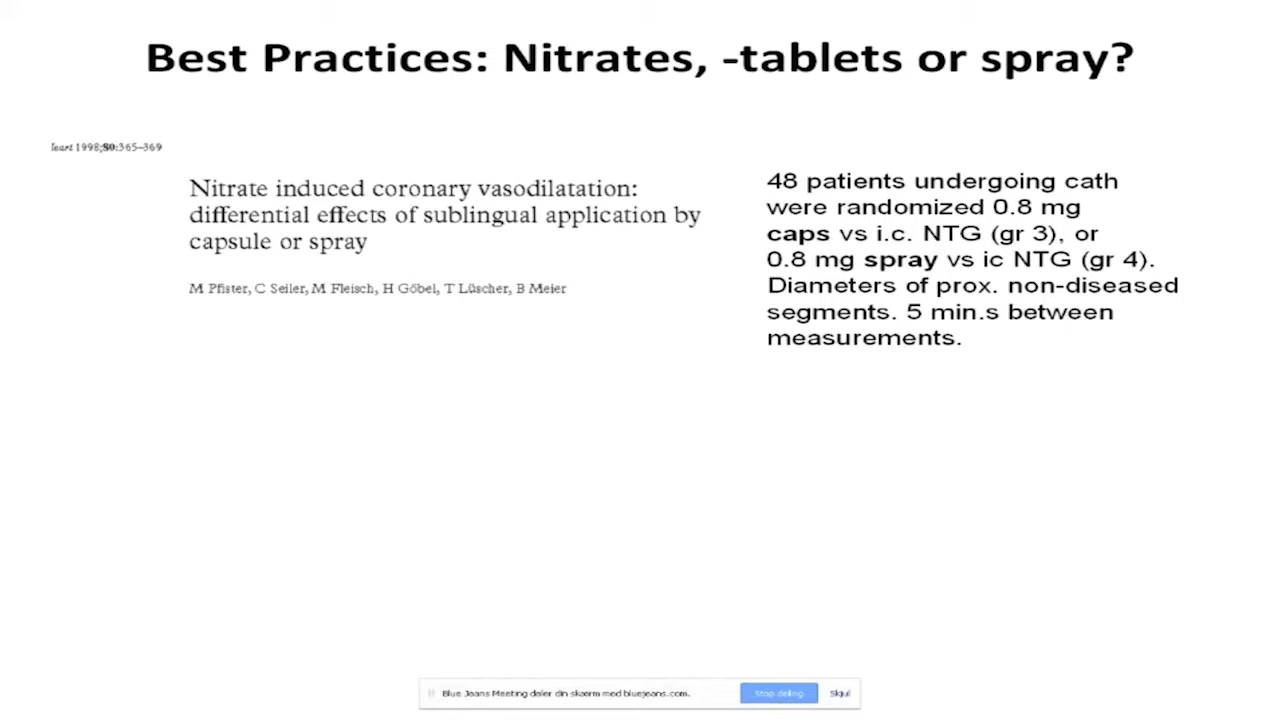 Best Practices: Nitrates, -tablets or spray?
leart 1998;80:365–369
Nitrate induced coronary vasodilatation:
differential effects of sublingual application by
capsule or spray
M Pfister, C Seiler, M Fleisch, H Göbel, T Lüscher, B Meier
48 patients undergoing cath
were randomized 0.8 mg
caps vs i.c. NTG (gr 3), or
0.8 mg spray vs ic NTG (gr 4).
Diameters of prox. non-diseased
segments. 5 min.s between
measurements.
Blue Jeans Meeting deler din skærm med bluejeans.com.
Stop deling
Skjul